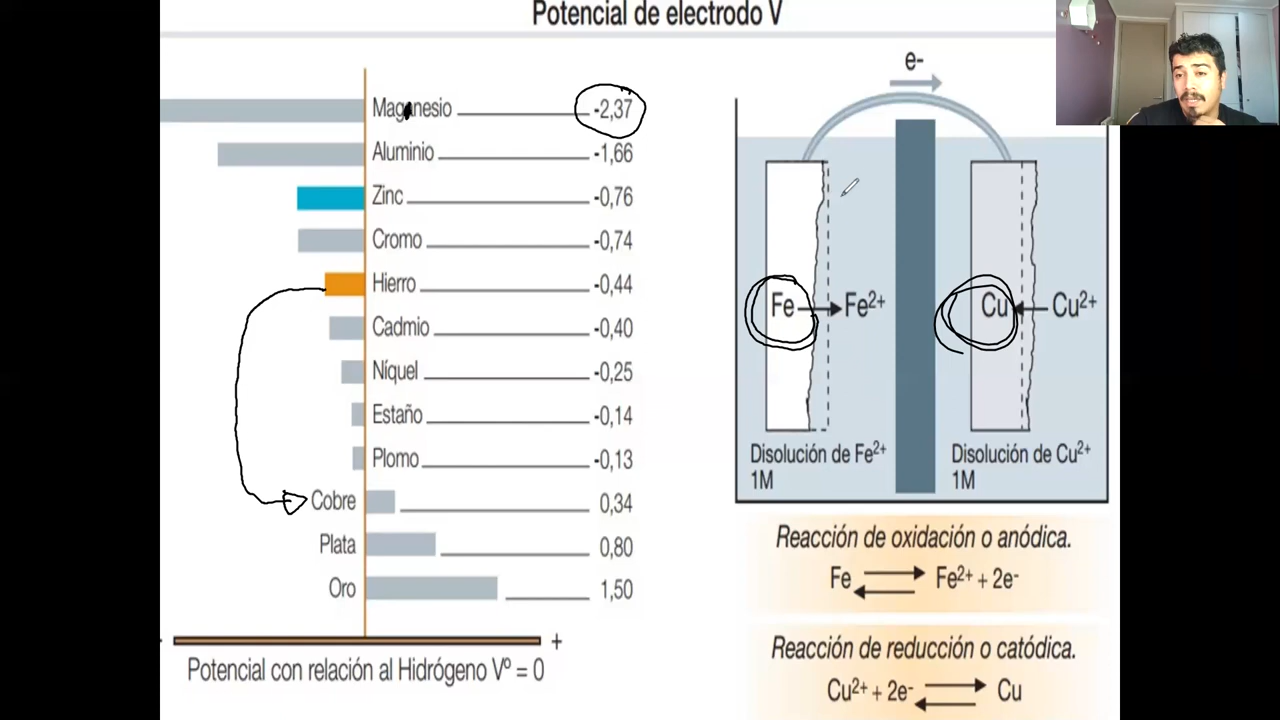 Potencial de electrodo V
Magnesio -2,37
Aluminio -1,66
Zinc -0,76
Cromo -0,74
Hierro -0,44
Cadmio -0,40
Níquel -0,25
Estaño -0,14
Plomo -0,13
Cobre 0,34
Plata 0,80
Oro 1,50
- +
Potencial con relación al Hidrógeno Vº = 0
e-
Fe Fe²⁺ Cu Cu²⁺
Disolución de Fe²⁺
1M
Disolución de Cu²⁺
1M
Reacción de oxidación o anódica.
Fe Fe²⁺ + 2e⁻
Reacción de reducción o catódica.
Cu²⁺ + 2e⁻ Cu